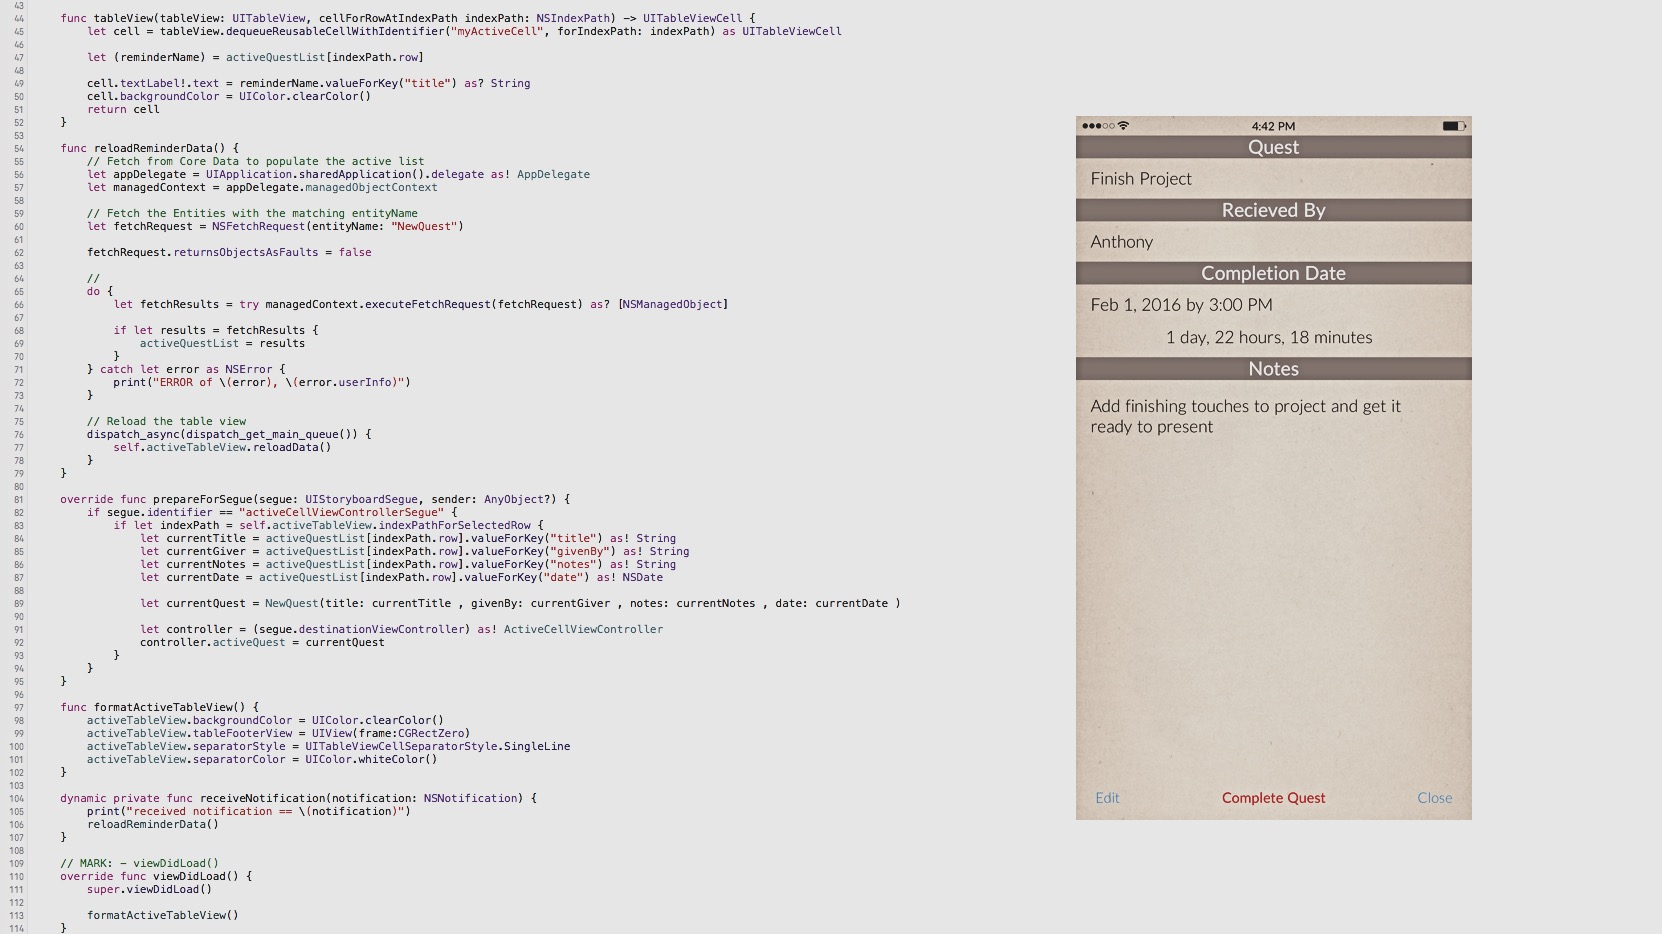 43
44 func tableView(tableView: UITableView, cellForRowAtIndexPath indexPath: NSIndexPath) -> UITableViewCell {
45 let cell = tableView.dequeueReusableCellWithIdentifier("myActiveCell", forIndexPath: indexPath) as UITableViewCell
46
47 let (reminderName) = activeQuestList[indexPath.row]
48
49 cell.textLabel!.text = reminderName.valueForKey("title") as? String
50 cell.backgroundColor = UIColor.clearColor()
51 return cell
52 }
53
54 func reloadReminderData() {
55 // Fetch from Core Data to populate the active list
56 let appDelegate = UIApplication.sharedApplication().delegate as! AppDelegate
57 let managedContext = appDelegate.managedObjectContext
58
59 // Fetch the Entities with the matching entityName
60 let fetchRequest = NSFetchRequest(entityName: "NewQuest")
61
62 fetchRequest.returnsObjectsAsFaults = false
63
64 //
65 do {
66 let fetchResults = try managedContext.executeFetchRequest(fetchRequest) as? [NSManagedObject]
67
68 if let results = fetchResults {
69 activeQuestList = results
70 }
71 } catch let error as NSError {
72 print("ERROR of \(error), \(error.userInfo)")
73 }
74
75 // Reload the table view
76 dispatch_async(dispatch_get_main_queue()) {
77 self.activeTableView.reloadData()
78 }
79 }
80
81 override func prepareForSegue(segue: UIStoryboardSegue, sender: AnyObject?) {
82 if segue.identifier == "activeCellViewControllerSegue" {
83 if let indexPath = self.activeTableView.indexPathForSelectedRow {
84 let currentTitle = activeQuestList[indexPath.row].valueForKey("title") as! String
85 let currentGiver = activeQuestList[indexPath.row].valueForKey("givenBy") as! String
86 let currentNotes = activeQuestList[indexPath.row].valueForKey("notes") as! String
87 let currentDate = activeQuestList[indexPath.row].valueForKey("date") as! NSDate
88
89 let currentQuest = NewQuest(title: currentTitle , givenBy: currentGiver , notes: currentNotes , date: currentDate )
90
91 let controller = (segue.destinationViewController) as! ActiveCellViewController
92 controller.activeQuest = currentQuest
93 }
94 }
95 }
96
97 func formatActiveTableView() {
98 activeTableView.backgroundColor = UIColor.clearColor()
99 activeTableView.tableFooterView = UIView(frame:CGRectZero)
100 activeTableView.separatorStyle = UITableViewCellSeparatorStyle.SingleLine
101 activeTableView.separatorColor = UIColor.whiteColor()
102 }
103
104 dynamic private func receiveNotification(notification: NSNotification) {
105 print("received notification == \(notification)")
106 reloadReminderData()
107 }
108
109 // MARK: - viewDidLoad()
110 override func viewDidLoad() {
111 super.viewDidLoad()
112
113 formatActiveTableView()
114 }
4:42 PM
Quest
Finish Project
Recieved By
Anthony
Completion Date
Feb 1, 2016 by 3:00 PM
1 day, 22 hours, 18 minutes
Notes
Add finishing touches to project and get it
ready to present
Edit Complete Quest Close